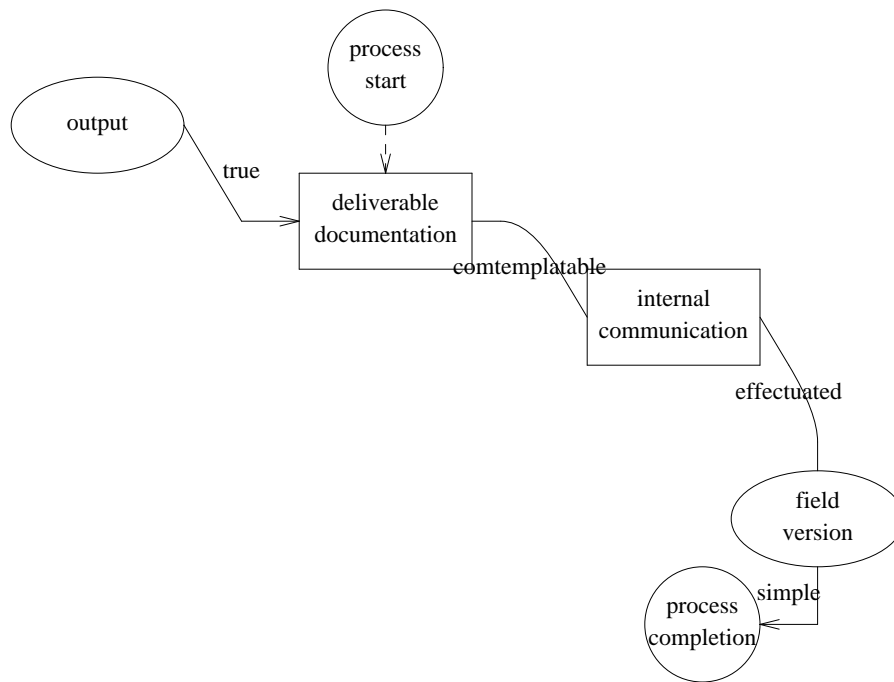 process
start
output
true
deliverable
documentation
comtemplatable
internal
communication
effectuated
field
version
simple
process
completion